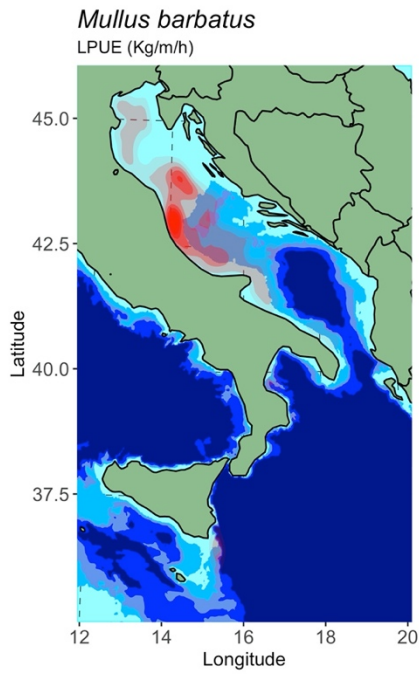 Mullus barbatus
LPUE (Kg/m/h)
45.0
42.5
40.0
37.5
Latitude
12 14 16 18 20
Longitude